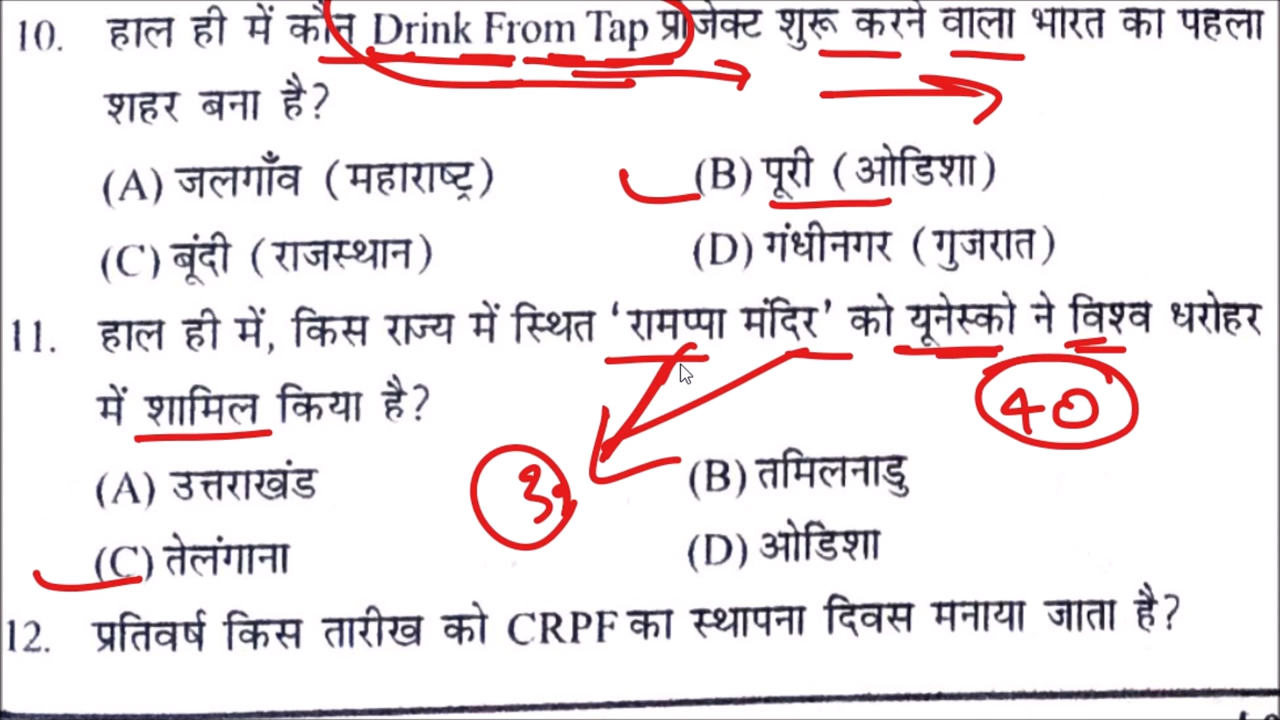 10. हाल ही में कौन Drink From Tap प्रोजेक्ट शुरू करने वाला भारत का पहला
शहर बना है?
(A) जलगाँव (महाराष्ट्र) (B) पूरी (ओडिशा)
(C) बूंदी (राजस्थान) (D) गंधीनगर (गुजरात)
11. हाल ही में, किस राज्य में स्थित ‘रामप्पा मंदिर’ को यूनेस्को ने विश्व धरोहर
में शामिल किया है?
40
(A) उत्तराखंड (B) तमिलनाडु
(C) तेलंगाना (D) ओडिशा
12. प्रतिवर्ष किस तारीख को CRPF का स्थापना दिवस मनाया जाता है?